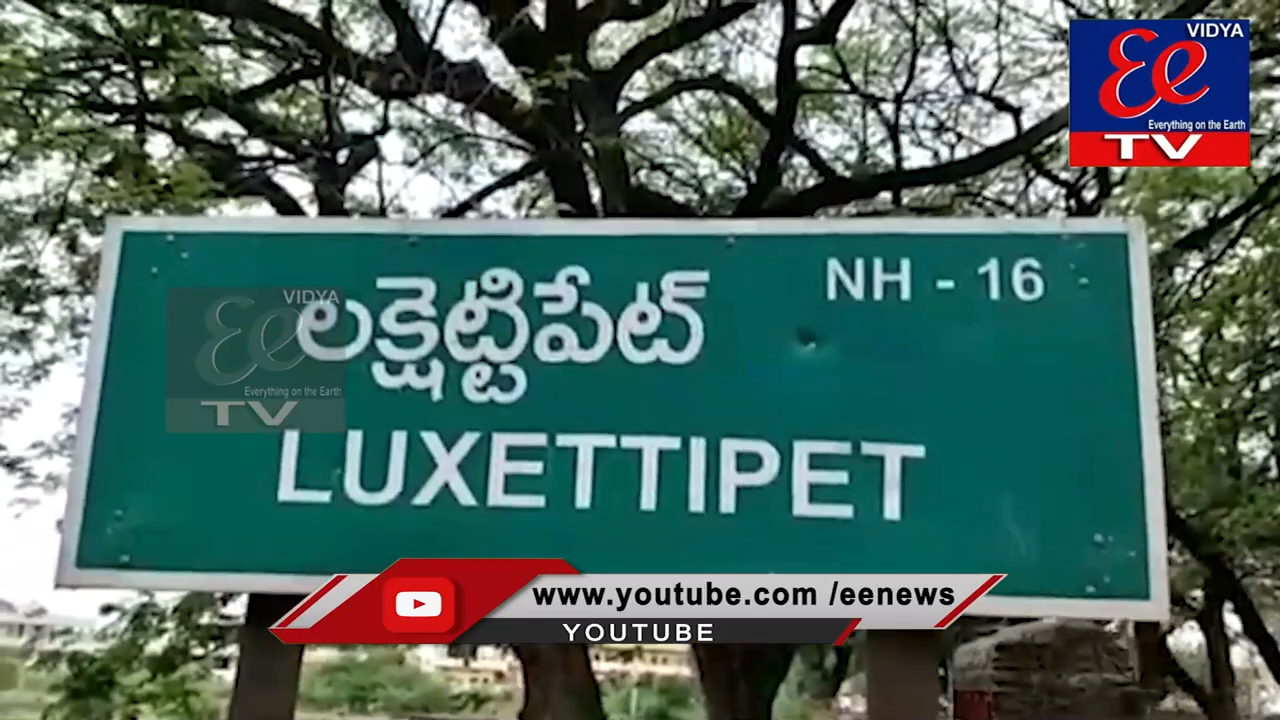 VIDYA
Ee
Everything on the Earth
TV
NH - 16
లక్షెట్టిపేట్
VIDYA
Ee
Everything on the Earth
TV
LUXETTIPET
www.youtube.com /eenews
YOUTUBE